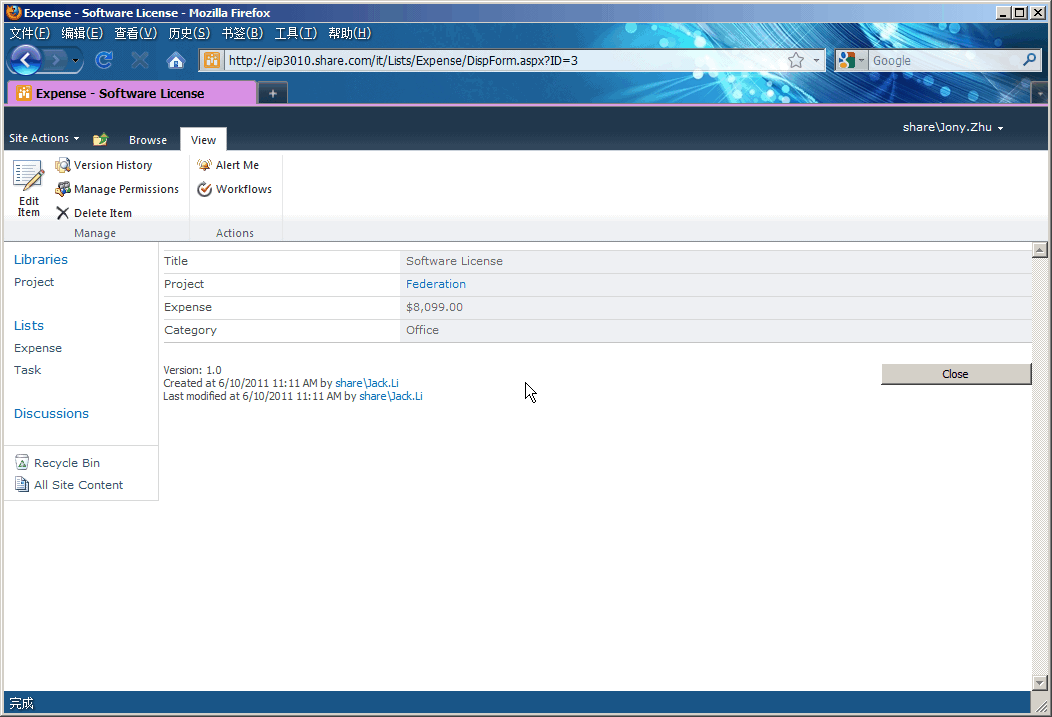 Expense - Software License - Mozilla Firefox
文件(F) 编辑(E) 查看(V) 历史(S) 书签(B) 工具(T) 帮助(H)
http://eip3010.share.com/it/Lists/Expense/DispForm.aspx?ID=3
Google
Expense - Software License
share\Jony.Zhu
Site Actions Browse View
Edit Item
Version History
Manage Permissions
Delete Item
Manage
Alert Me
Workflows
Actions
Libraries
Project
Lists
Expense
Task
Discussions
Recycle Bin
All Site Content
Title Software License
Project Federation
Expense $8,099.00
Category Office
Version: 1.0
Created at 6/10/2011 11:11 AM by share\Jack.Li
Last modified at 6/10/2011 11:11 AM by share\Jack.Li
Close
完成